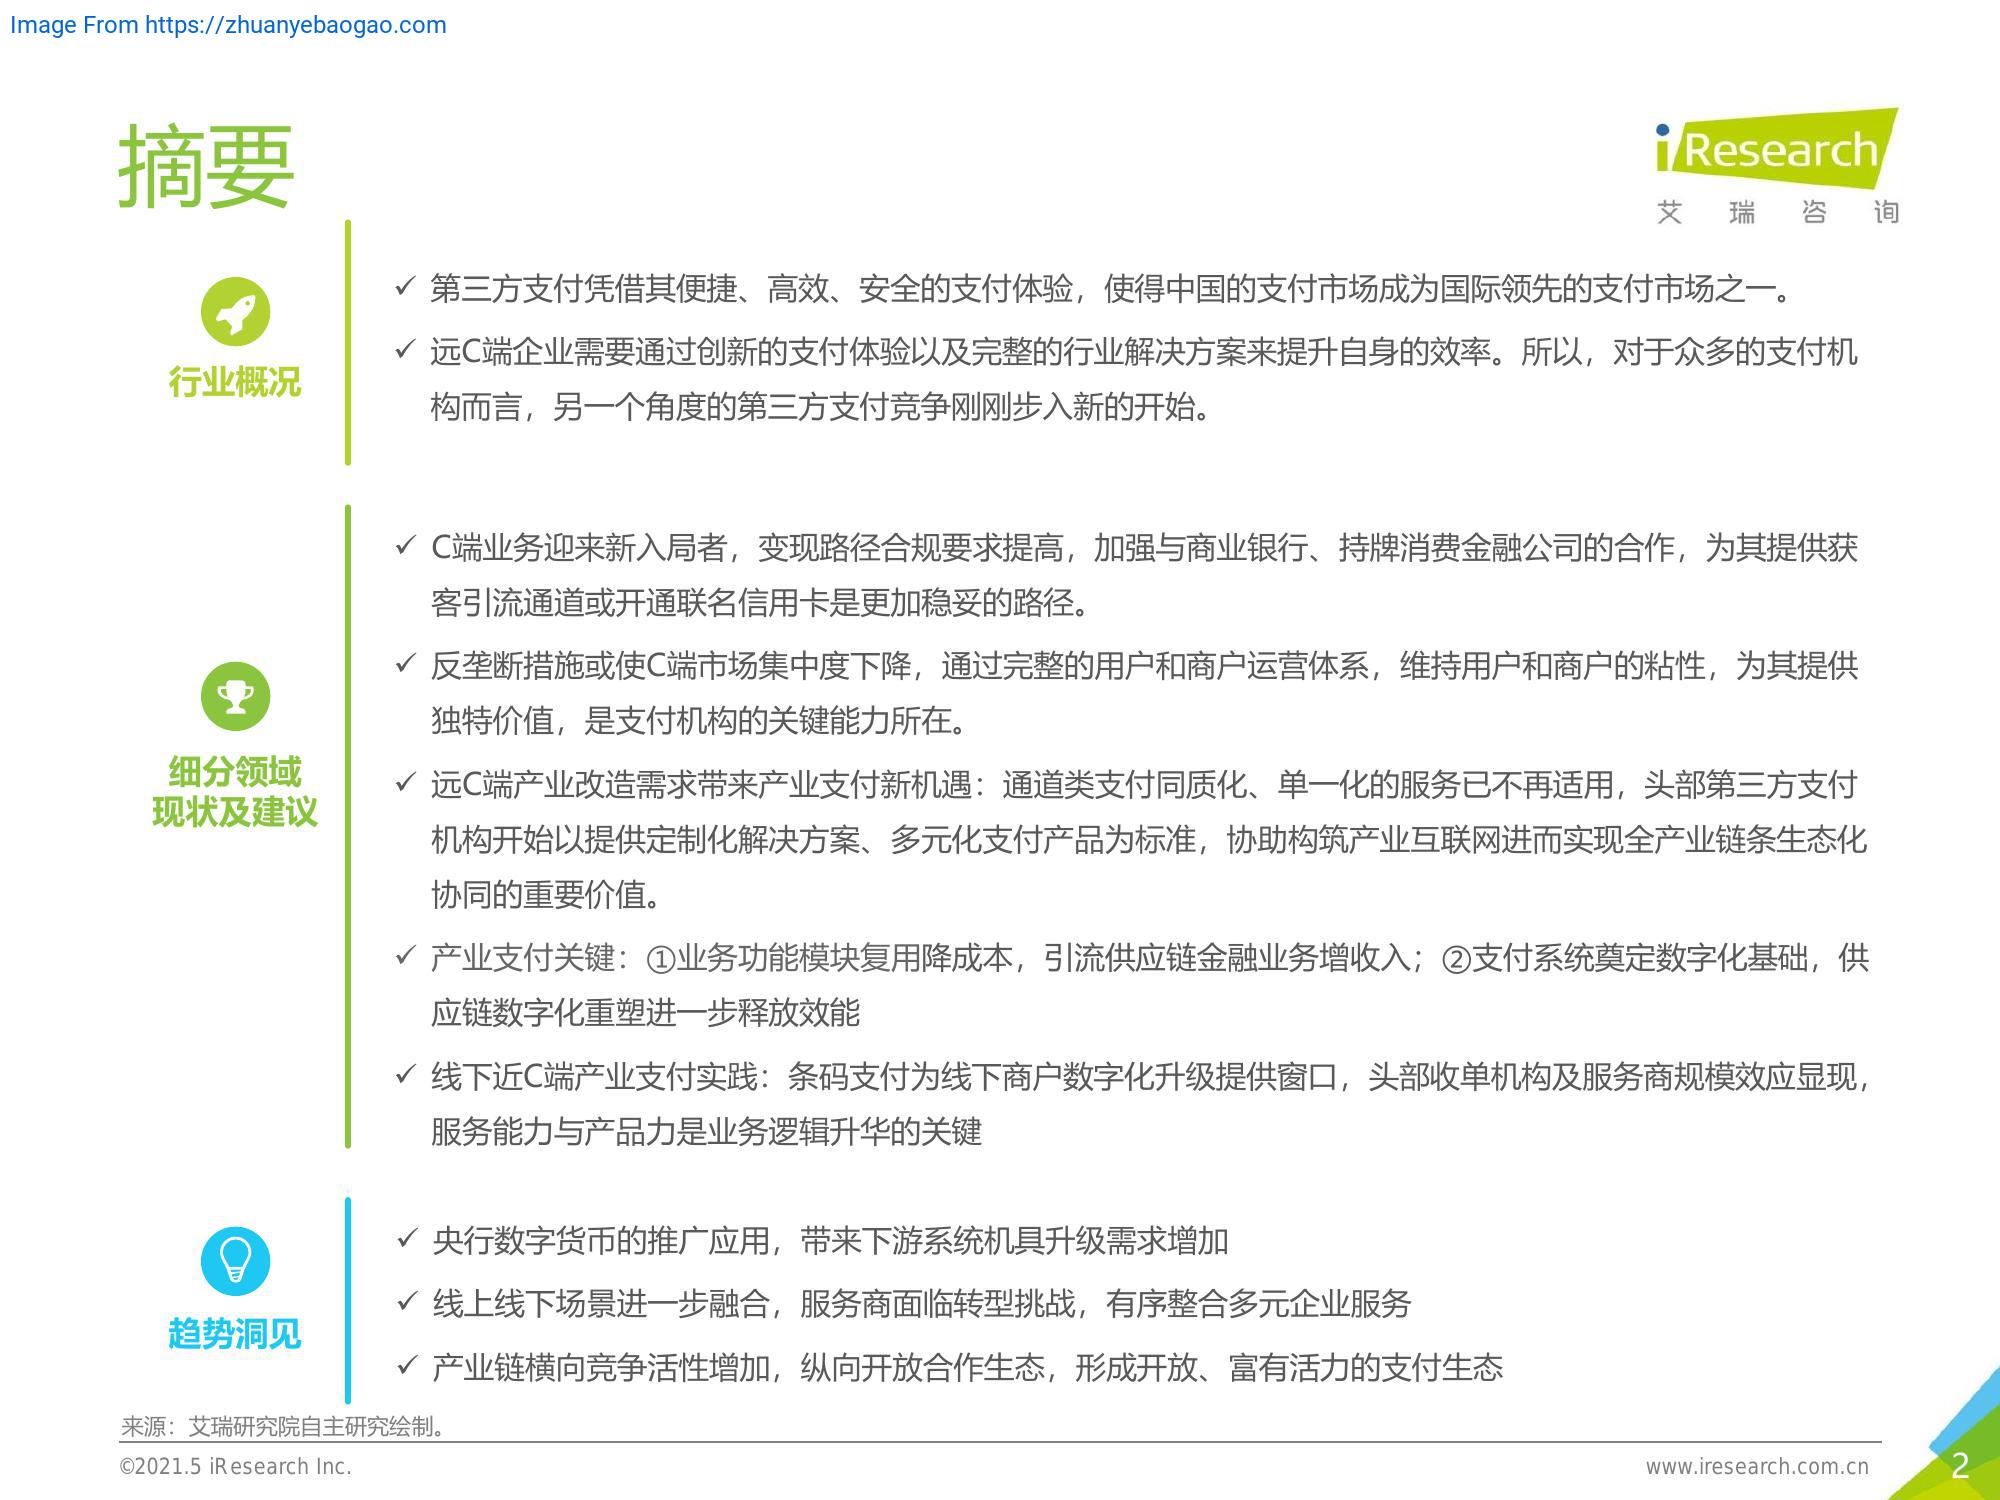 Image From https://zhuanyebaogao.com
摘要
iResearch
艾瑞咨询
行业概况
✓ 第三方支付凭借其便捷、高效、安全的支付体验，使得中国的支付市场成为国际领先的支付市场之一。
✓ 远C端企业需要通过创新的支付体验以及完整的行业解决方案来提升自身的效率。所以，对于众多的支付机
构而言，另一个角度的第三方支付竞争刚刚步入新的开始。
细分领域
现状及建议
✓ C端业务迎来新入局者，变现路径合规要求提高，加强与商业银行、持牌消费金融公司的合作，为其提供获
客引流通道或开通联名信用卡是更加稳妥的路径。
✓ 反垄断措施或使C端市场集中度下降，通过完整的用户和商户运营体系，维持用户和商户的粘性，为其提供
独特价值，是支付机构的关键能力所在。
✓ 远C端产业改造需求带来产业支付新机遇：通道类支付同质化、单一化的服务已不再适用，头部第三方支付
机构开始以提供定制化解决方案、多元化支付产品为标准，协助构筑产业互联网进而实现全产业链条生态化
协同的重要价值。
✓ 产业支付关键：①业务功能模块复用降成本，引流供应链金融业务增收入；②支付系统奠定数字化基础，供
应链数字化重塑进一步释放效能
✓ 线下近C端产业支付实践：条码支付为线下商户数字化升级提供窗口，头部收单机构及服务商规模效应显现，
服务能力与产品力是业务逻辑升华的关键
趋势洞见
✓ 央行数字货币的推广应用，带来下游系统机具升级需求增加
✓ 线上线下场景进一步融合，服务商面临转型挑战，有序整合多元企业服务
✓ 产业链横向竞争活性增加，纵向开放合作生态，形成开放、富有活力的支付生态
来源：艾瑞研究院自主研究绘制。
©2021.5 iResearch Inc.
www.iresearch.com.cn
2